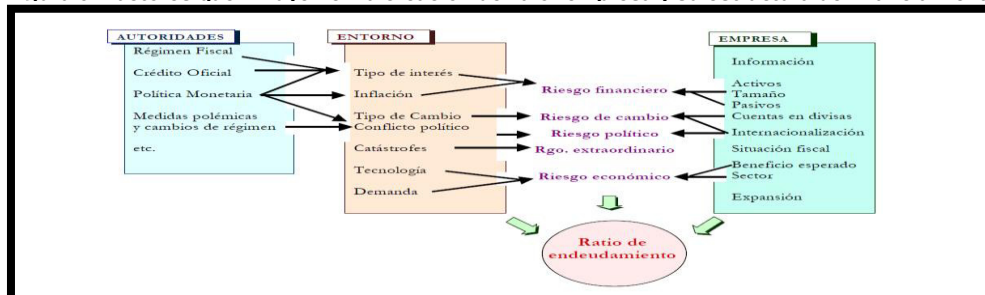 AUTORIDADES
Régimen Fiscal
Crédito Oficial
Política Monetaria
Medidas polémicas
y cambios de régimen
etc.
ENTORNO
Tipo de interés
Inflación
Tipo de Cambio
Conflicto político
Catástrofes
Tecnología
Demanda
Riesgo financiero
Riesgo de cambio
Riesgo político
Rgo. extraordinario
Riesgo económico
EMPRESA
Información
Activos
Tamaño
Pasivos
Cuentas en divisas
Internacionalización
Situación fiscal
Beneficio esperado
Sector
Expansión
Ratio de
endeudamiento